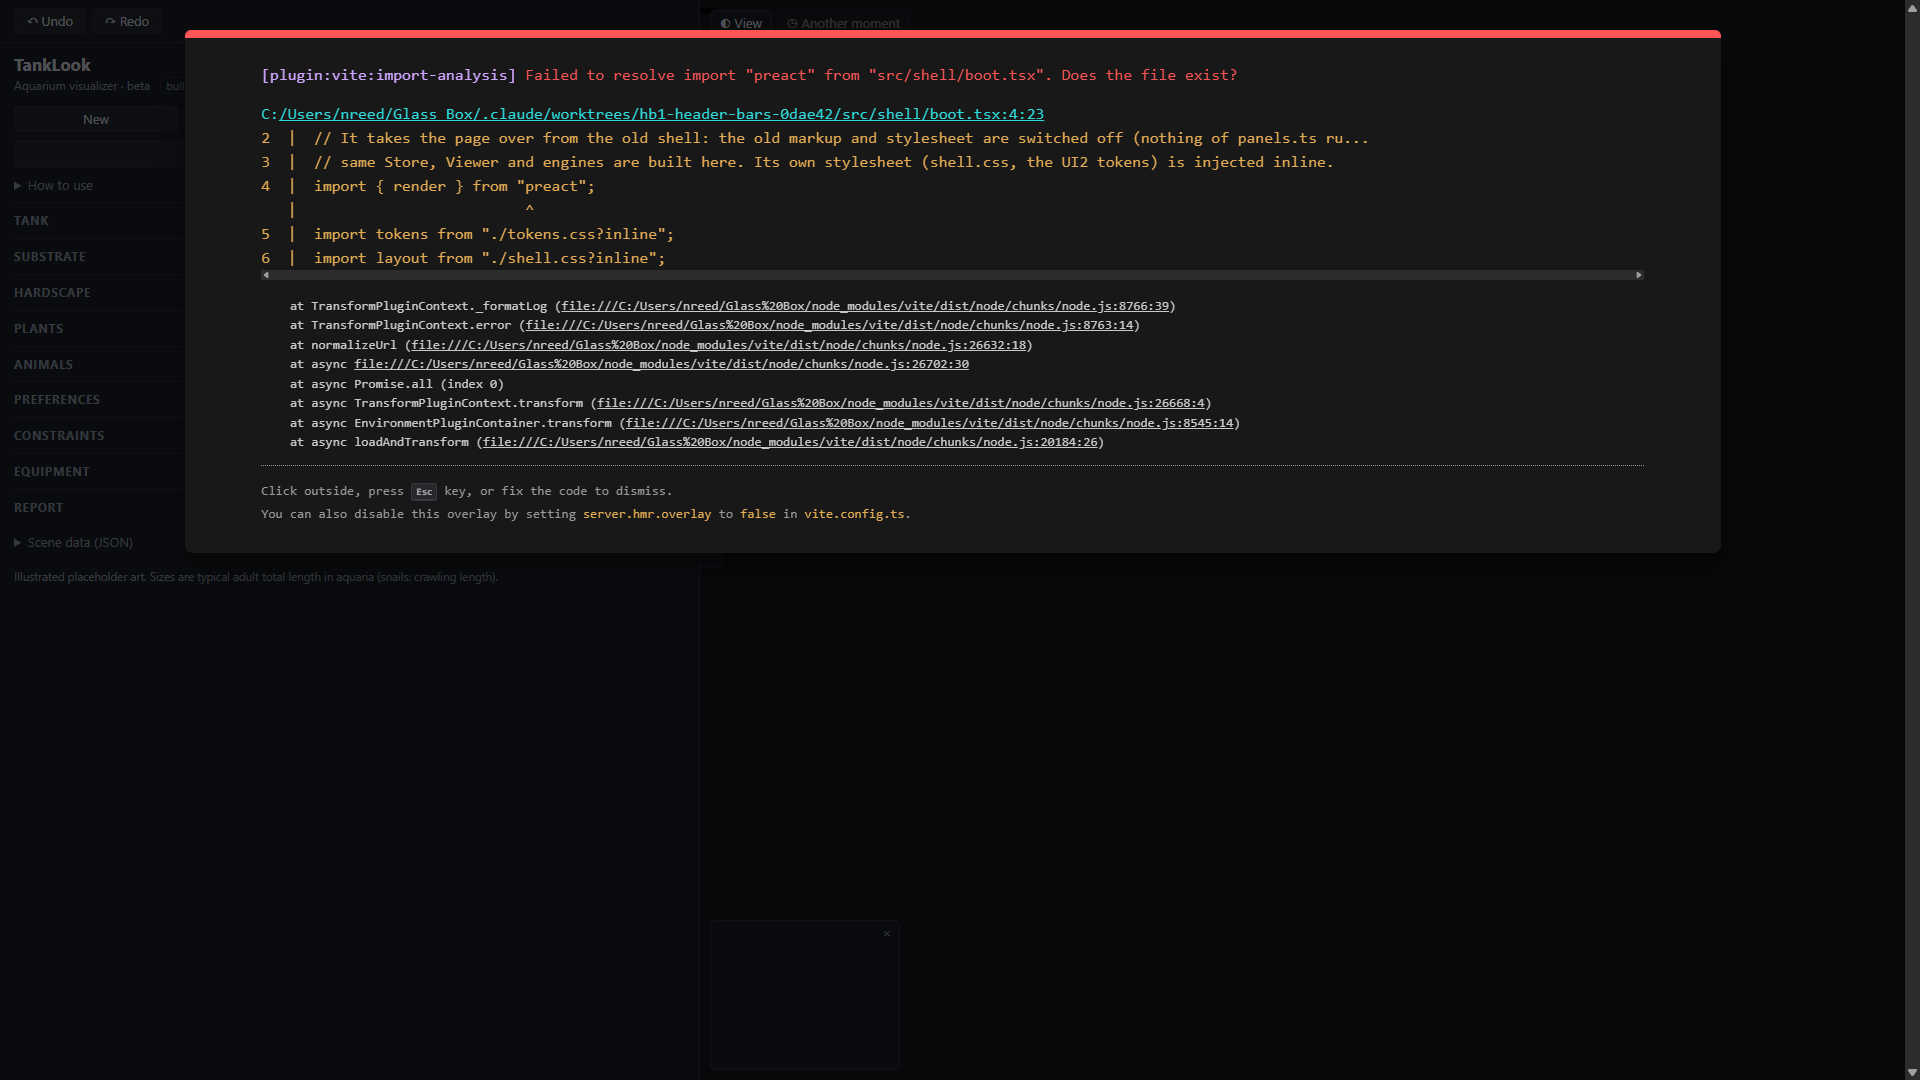 ↶ Undo
↷ Redo
◐ View
◷ Another moment
TankLook
Aquarium visualizer · beta
New
▶ How to use
TANK
SUBSTRATE
HARDSCAPE
PLANTS
ANIMALS
PREFERENCES
CONSTRAINTS
EQUIPMENT
REPORT
▶ Scene data (JSON)
Illustrated placeholder art. Sizes are typical adult total length in aquaria (snails: crawling length).
[plugin:vite:import-analysis] Failed to resolve import "preact" from "src/shell/boot.tsx". Does the file exist?
C:/Users/nreed/Glass Box/.claude/worktrees/hb1-header-bars-0dae42/src/shell/boot.tsx:4:23
2  |  // It takes the page over from the old shell: the old markup and stylesheet are switched off (nothing of panels.ts ru...
3  |  // same Store, Viewer and engines are built here. Its own stylesheet (shell.css, the UI2 tokens) is injected inline.
4  |  import { render } from "preact";
   |                          ^
5  |  import tokens from "./tokens.css?inline";
6  |  import layout from "./shell.css?inline";
at TransformPluginContext._formatLog (file:///C:/Users/nreed/Glass%20Box/node_modules/vite/dist/node/chunks/node.js:8766:39)
at TransformPluginContext.error (file:///C:/Users/nreed/Glass%20Box/node_modules/vite/dist/node/chunks/node.js:8763:14)
at normalizeUrl (file:///C:/Users/nreed/Glass%20Box/node_modules/vite/dist/node/chunks/node.js:26632:18)
at async file:///C:/Users/nreed/Glass%20Box/node_modules/vite/dist/node/chunks/node.js:26702:30
at async Promise.all (index 0)
at async TransformPluginContext.transform (file:///C:/Users/nreed/Glass%20Box/node_modules/vite/dist/node/chunks/node.js:26668:4)
at async EnvironmentPluginContainer.transform (file:///C:/Users/nreed/Glass%20Box/node_modules/vite/dist/node/chunks/node.js:8545:14)
at async loadAndTransform (file:///C:/Users/nreed/Glass%20Box/node_modules/vite/dist/node/chunks/node.js:20184:26)
Click outside, press Esc key, or fix the code to dismiss.
You can also disable this overlay by setting server.hmr.overlay to false in vite.config.ts.
×